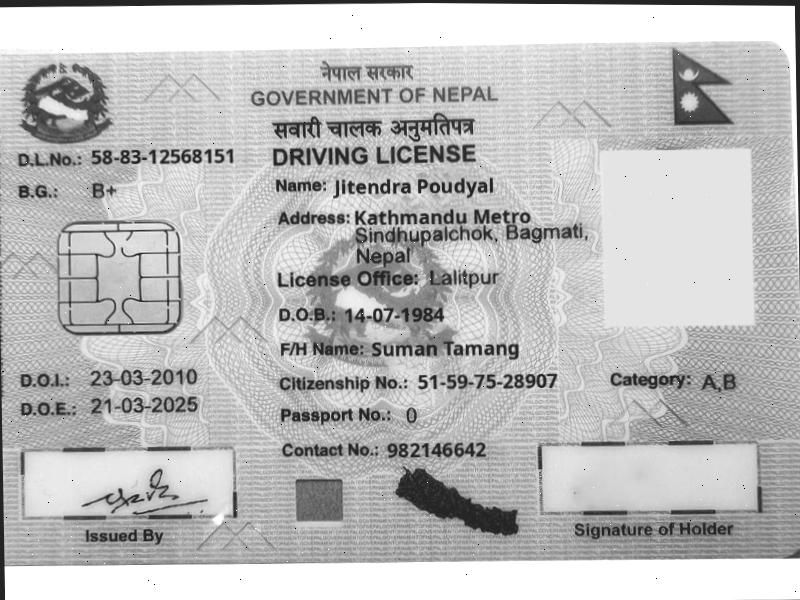 नेपाल सरकार
GOVERNMENT OF NEPAL
सवारी चालक अनुमतिपत्र
DRIVING LICENSE
D.L.No.: 58-83-12568151
B.G.: B+
Name: Jitendra Poudyal
Address: Kathmandu Metro
Sindhupalchok, Bagmati,
Nepal
License Office: Lalitpur
D.O.B.: 14-07-1984
F/H Name: Suman Tamang
D.O.I.: 23-03-2010
Citizenship No.: 51-59-75-28907
Category: A,B
D.O.E.: 21-03-2025
Passport No.: 0
Contact No.: 982146642
Issued By
Signature of Holder